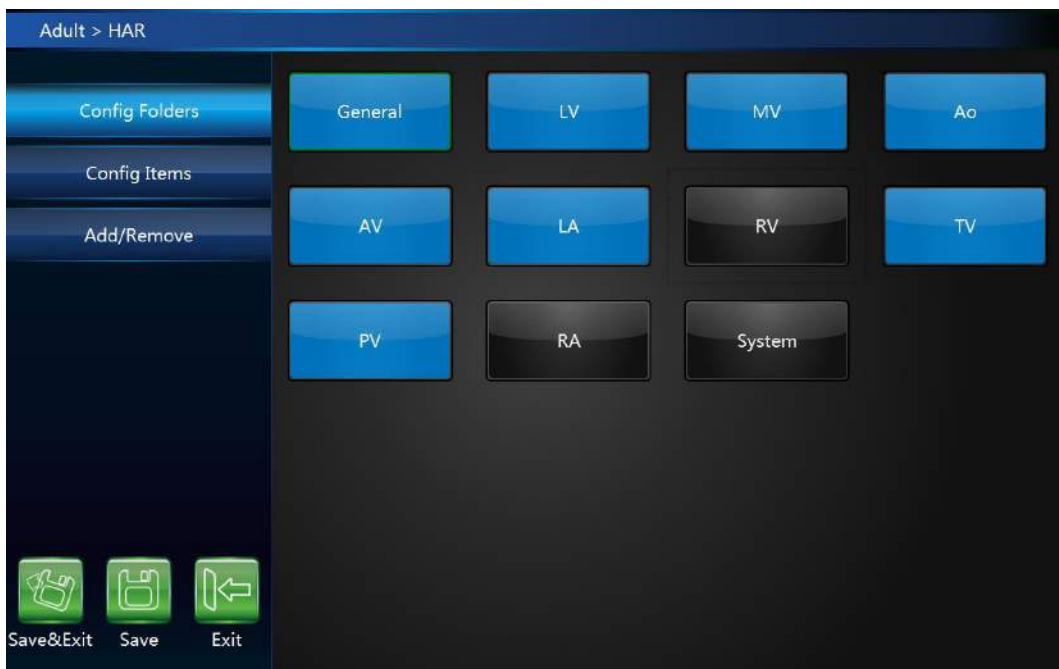 Adult > HAR
Config Folders
Config Items
Add/Remove
General LV MV Ao
AV LA RV TV
PV RA System
Save&Exit Save Exit